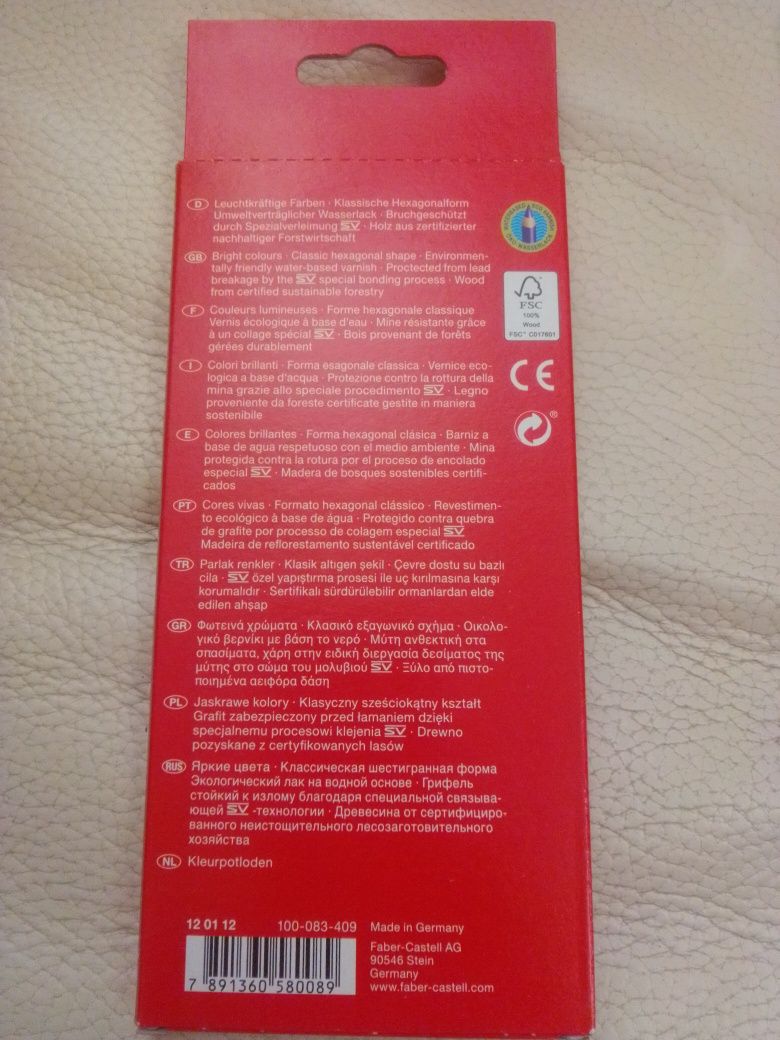 D Leuchtkräftige Farben · Klassische Hexagonalform
Umweltverträglicher Wasserlack · Bruchgeschützt
durch Spezialverleimung SV · Holz aus zertifizierter
nachhaltiger Forstwirtschaft
GB Bright colours · Classic hexagonal shape · Environmen-
tally friendly water-based varnish · Proctected from lead
breakage by the SV special bonding process · Wood
from certified sustainable forestry
F Couleurs lumineuses · Forme hexagonale classique
Vernis écologique à base d'eau · Mine résistante grâce
à un collage spécial SV · Bois provenant de forêts
gérées durablement
I Colori brillanti · Forma esagonale classica · Vernice eco-
logica a base d'acqua · Protezione contro la rottura della
mina grazie allo speciale procedimento SV · Legno
proveniente da foreste certificate gestite in maniera
sostenibile
E Colores brillantes · Forma hexagonal clásica · Barniz a
base de agua respetuoso con el medio ambiente · Mina
protegida contra la rotura por el proceso de encolado
especial SV · Madera de bosques sostenibles certifi-
cados
PT Cores vivas · Formato hexagonal clássico · Revestimen-
to ecológico à base de água · Protegido contra quebra
de grafite por processo de colagem especial SV
Madeira de reflorestamento sustentável certificado
TR Parlak renkler · Klasik altıgen şekil · Çevre dostu su bazlı
cila · SV özel yapıştırma prosesi ile uç kırılmasına karşı
korumalıdır · Sertifikalı sürdürülebilir ormanlardan elde
edilen ahşap
GR Φωτεινά χρώματα · Κλασικό εξαγωνικό σχήμα · Οικολο-
γικό βερνίκι με βάση το νερό · Μύτη ανθεκτική στα
σπασίματα, χάρη στην ειδική διεργασία δεσίματος της
μύτης στο σώμα του μολυβιού SV · Ξύλο από πιστο-
ποιημένα αειφόρα δάση
PL Jaskrawe kolory · Klasyczny sześciokątny kształt
Grafit zabezpieczony przed łamaniem dzięki
specjalnemu procesowi klejenia SV · Drewno
pozyskane z certyfikowanych lasów
RUS Яркие цвета · Классическая шестигранная форма
Экологический лак на водной основе · Грифель
стойкий к излому благодаря специальной связыва-
ющей SV -технологии · Древесина от сертифициро-
ванного неистощительного лесозаготовительного
хозяйства
NL Kleurpotloden
WATER-BASED ECO VARNISH
ÖKO-WASSERLACK
FSC
100%
Wood
FSC® C017601
CE
®
12 01 12 100-083-409 Made in Germany
Faber-Castell AG
90546 Stein
Germany
www.faber-castell.com
7 891360 580089